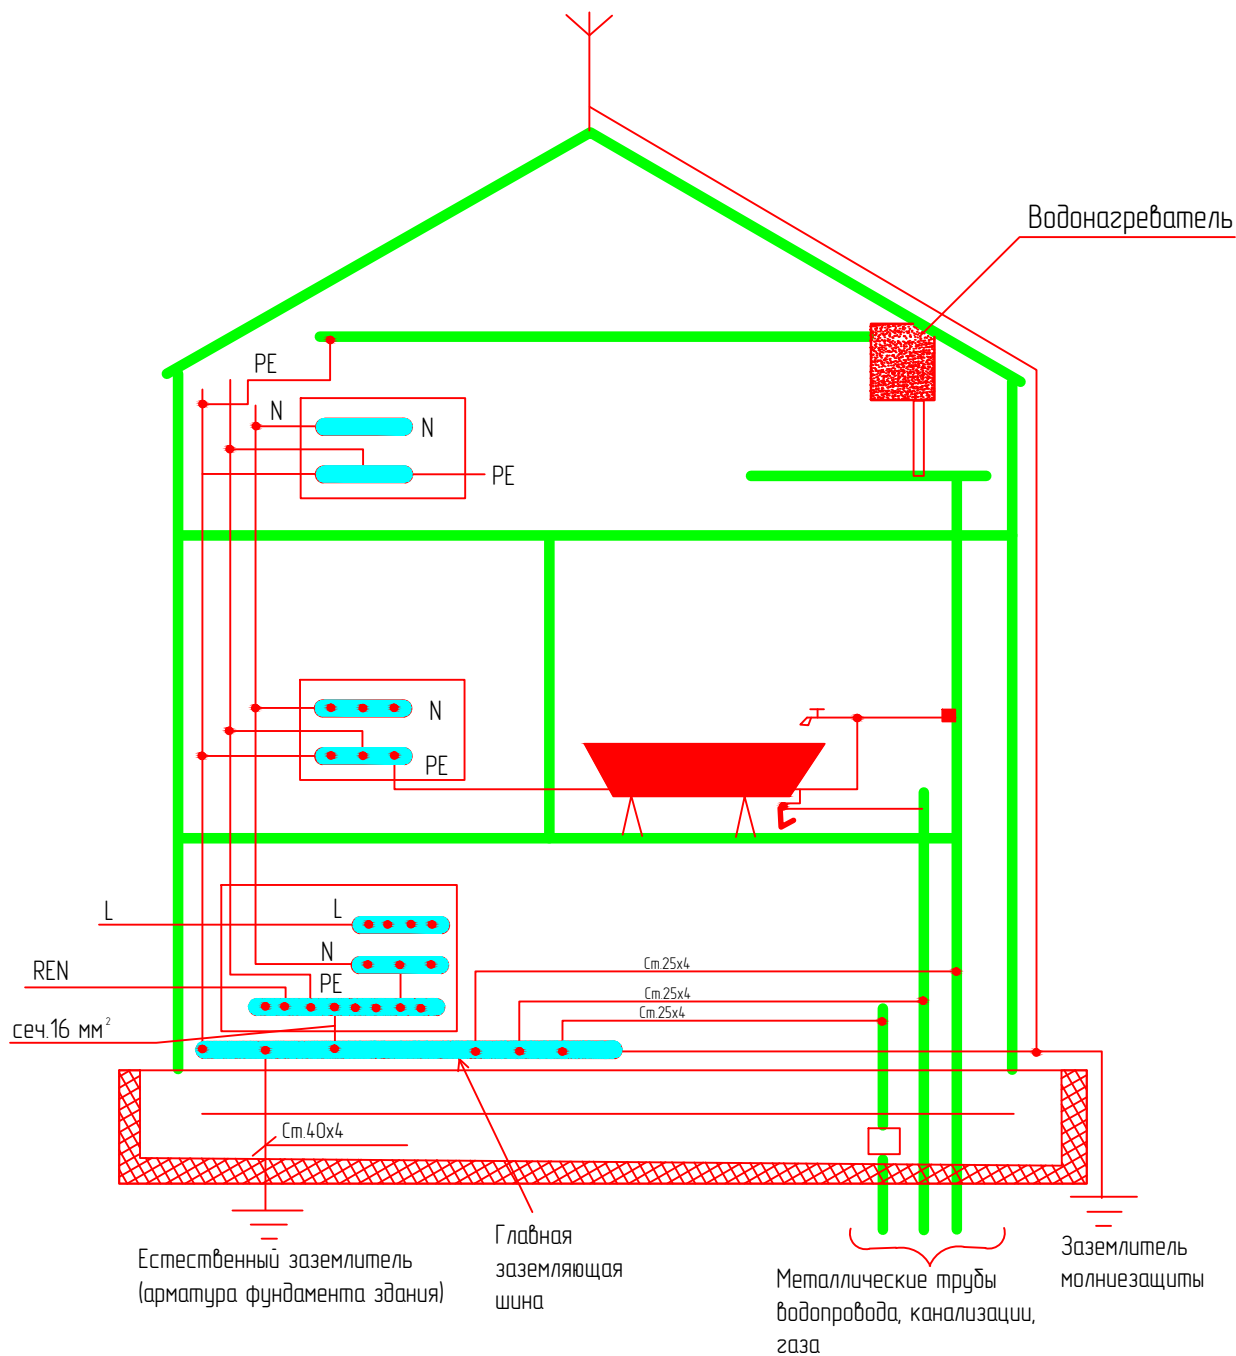 Водонагреватель
PE
N
N
PE
N
PE
L
L
N
REN
PE
сеч.16 мм²
Ст.25х4
Ст.25х4
Ст.25х4
Ст.40х4
Естественный заземлитель
(арматура фундамента здания)
Главная
заземляющая
шина
Металлические трубы
водопровода, канализации,
газа
Заземлитель
молниезащиты